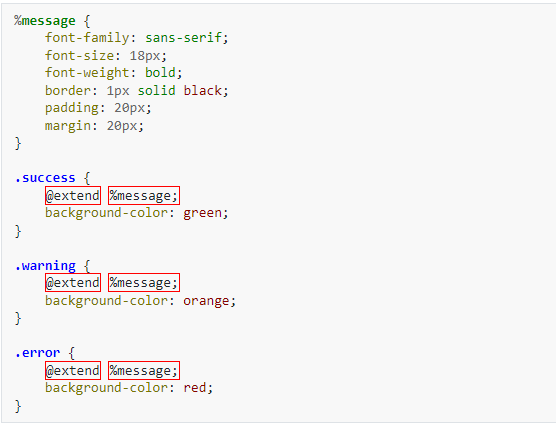 %message {
    font-family: sans-serif;
    font-size: 18px;
    font-weight: bold;
    border: 1px solid black;
    padding: 20px;
    margin: 20px;
}

.success {
    @extend %message;
    background-color: green;
}

.warning {
    @extend %message;
    background-color: orange;
}

.error {
    @extend %message;
    background-color: red;
}